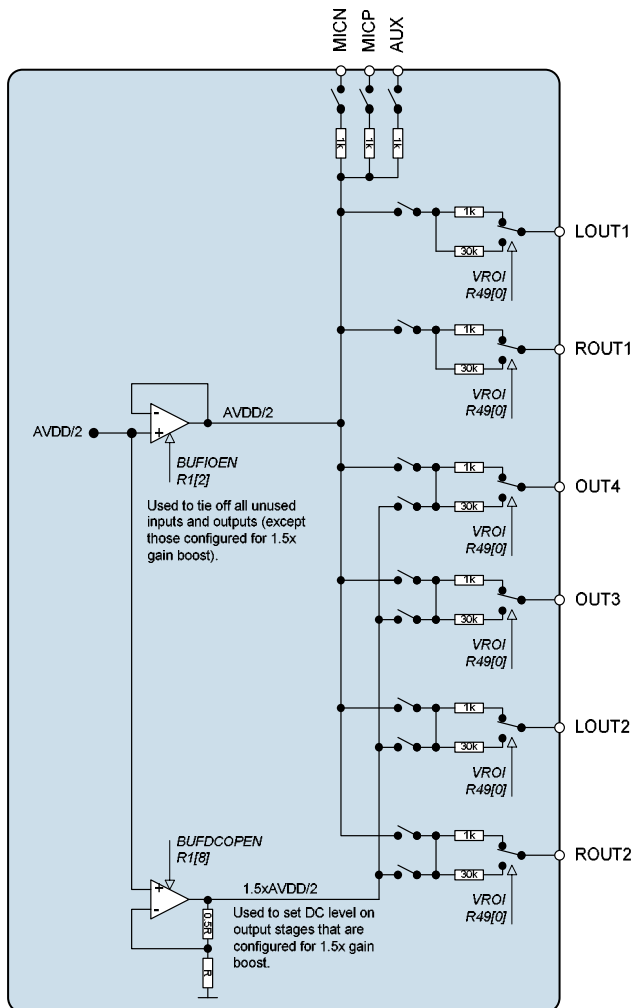 MICN
MICP
AUX
1k
1k
1k
1k
30k
LOUT1
VROI
R49[0]
1k
30k
ROUT1
VROI
R49[0]
AVDD/2
-
+
AVDD/2
BUFIOEN
R1[2]
Used to tie off all unused
inputs and outputs (except
those configured for 1.5x
gain boost).
1k
30k
OUT4
VROI
R49[0]
1k
30k
OUT3
VROI
R49[0]
1k
30k
LOUT2
VROI
R49[0]
1k
30k
ROUT2
VROI
R49[0]
BUFDCOPEN
R1[8]
+
-
1.5xAVDD/2
0.5R
R
Used to set DC level on
output stages that are
configured for 1.5x gain
boost.